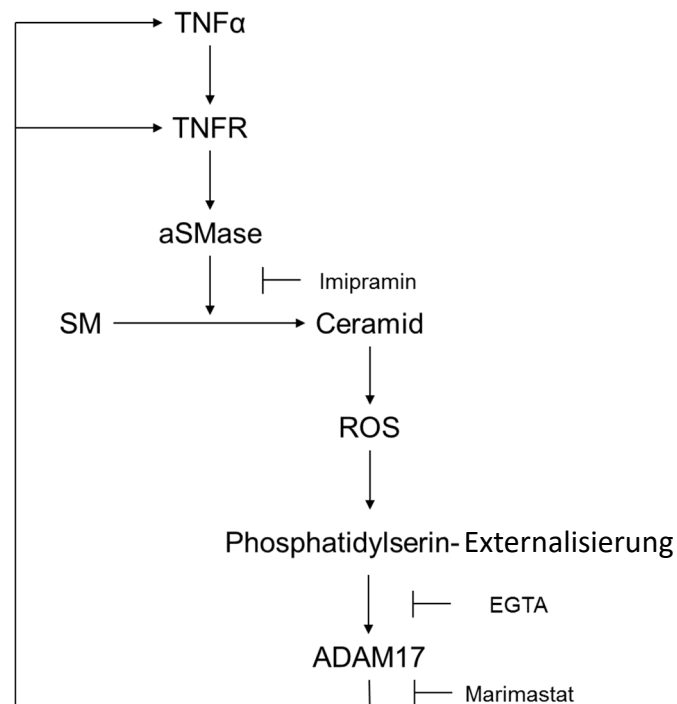 TNFα
TNFR
aSMase
Imipramin
SM
Ceramid
ROS
Phosphatidylserin-Externalisierung
EGTA
ADAM17
Marimastat